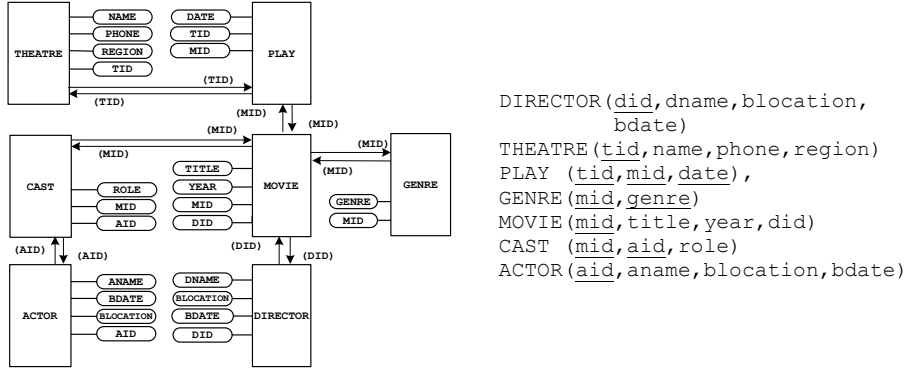 NAME
PHONE
REGION
TID
THEATRE
DATE
TID
MID
PLAY
(TID)
(TID)
(MID)
(MID)
(MID)
(MID)
(MID)
(MID)
CAST
ROLE
MID
AID
TITLE
YEAR
MID
DID
MOVIE
GENRE
MID
GENRE
(AID)
(AID)
(DID)
(DID)
ACTOR
ANAME
BDATE
BLOCATION
AID
DNAME
BLOCATION
BDATE
DID
DIRECTOR
DIRECTOR(did,dname,blocation,
bdate)
THEATRE(tid,name,phone,region)
PLAY (tid,mid,date),
GENRE(mid,genre)
MOVIE(mid,title,year,did)
CAST (mid,aid,role)
ACTOR(aid,aname,blocation,bdate)